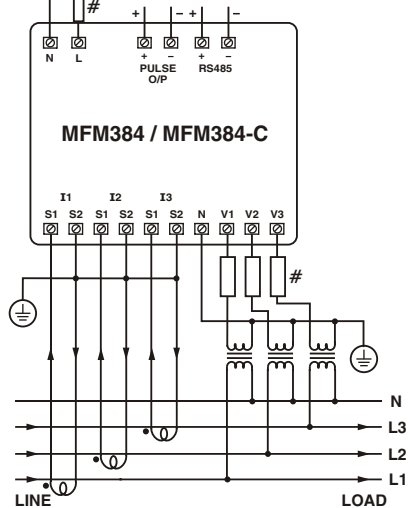 #
+ − + −
N L + − + −
PULSE RS485
O/P
MFM384 / MFM384-C
I1 I2 I3
S1 S2 S1 S2 S1 S2 N V1 V2 V3
#
N
L3
L2
L1
LINE LOAD